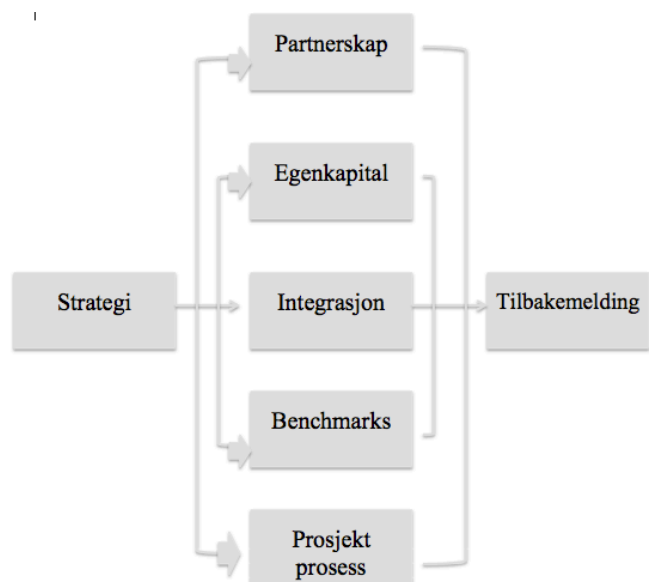 Partnerskap
Egenkapital
Strategi
Integrasjon
Tilbakemelding
Benchmarks
Prosjekt
prosess